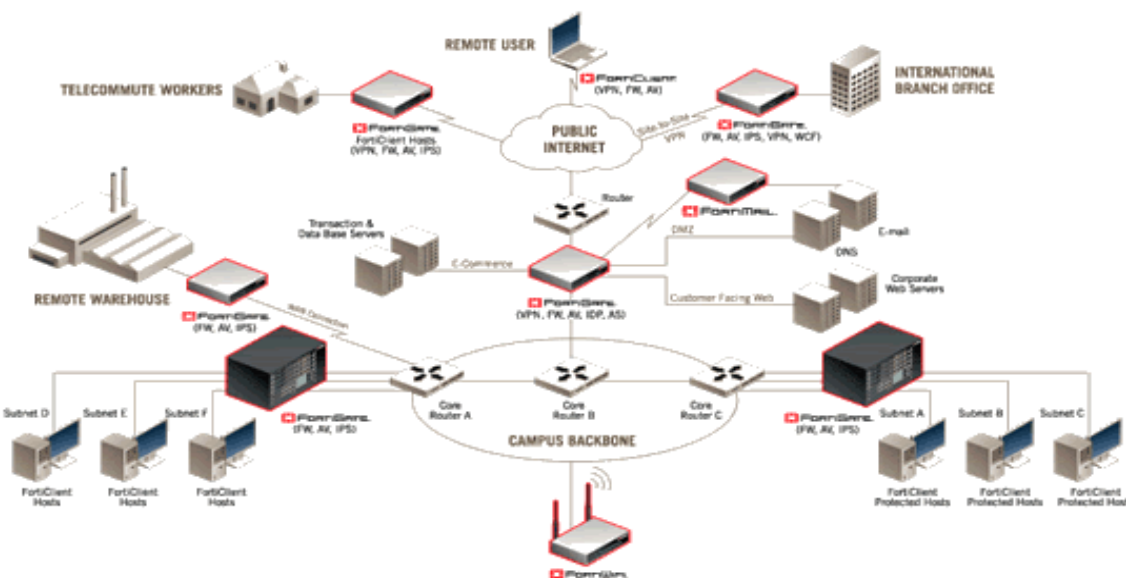 REMOTE USER
FORTICLIENT.
(VPN, FW, AV)
TELECOMMUTE WORKERS
FORTIGATE.
FortiClient Hosts
(VPN, FW, AV, IPS)
PUBLIC
INTERNET
Site-to-Site
VPN
FORTIGATE.
(FW, AV, IPS, VPN, WCF)
INTERNATIONAL
BRANCH OFFICE
Router
FORTIMAIL.
DMZ
E-mail
DNS
Transaction &
Data Base Servers
E-Commerce
FORTIGATE.
(VPN, FW, AV, IDP, AS)
Customer Facing Web
Corporate
Web Servers
REMOTE WAREHOUSE
FORTIGATE.
(FW, AV, IPS)
WAN Connection
Subnet D
Subnet E
Subnet F
FORTIGATE.
(FW, AV, IPS)
Core
Router A
Core
Router B
Core
Router C
CAMPUS BACKBONE
FORTIGATE.
(FW, AV, IPS)
Subnet A
Subnet B
Subnet C
FortiClient
Hosts
FortiClient
Hosts
FortiClient
Hosts
FortiClient
Protected Hosts
FortiClient
Protected Hosts
FortiClient
Protected Host
FORTIWIFI.